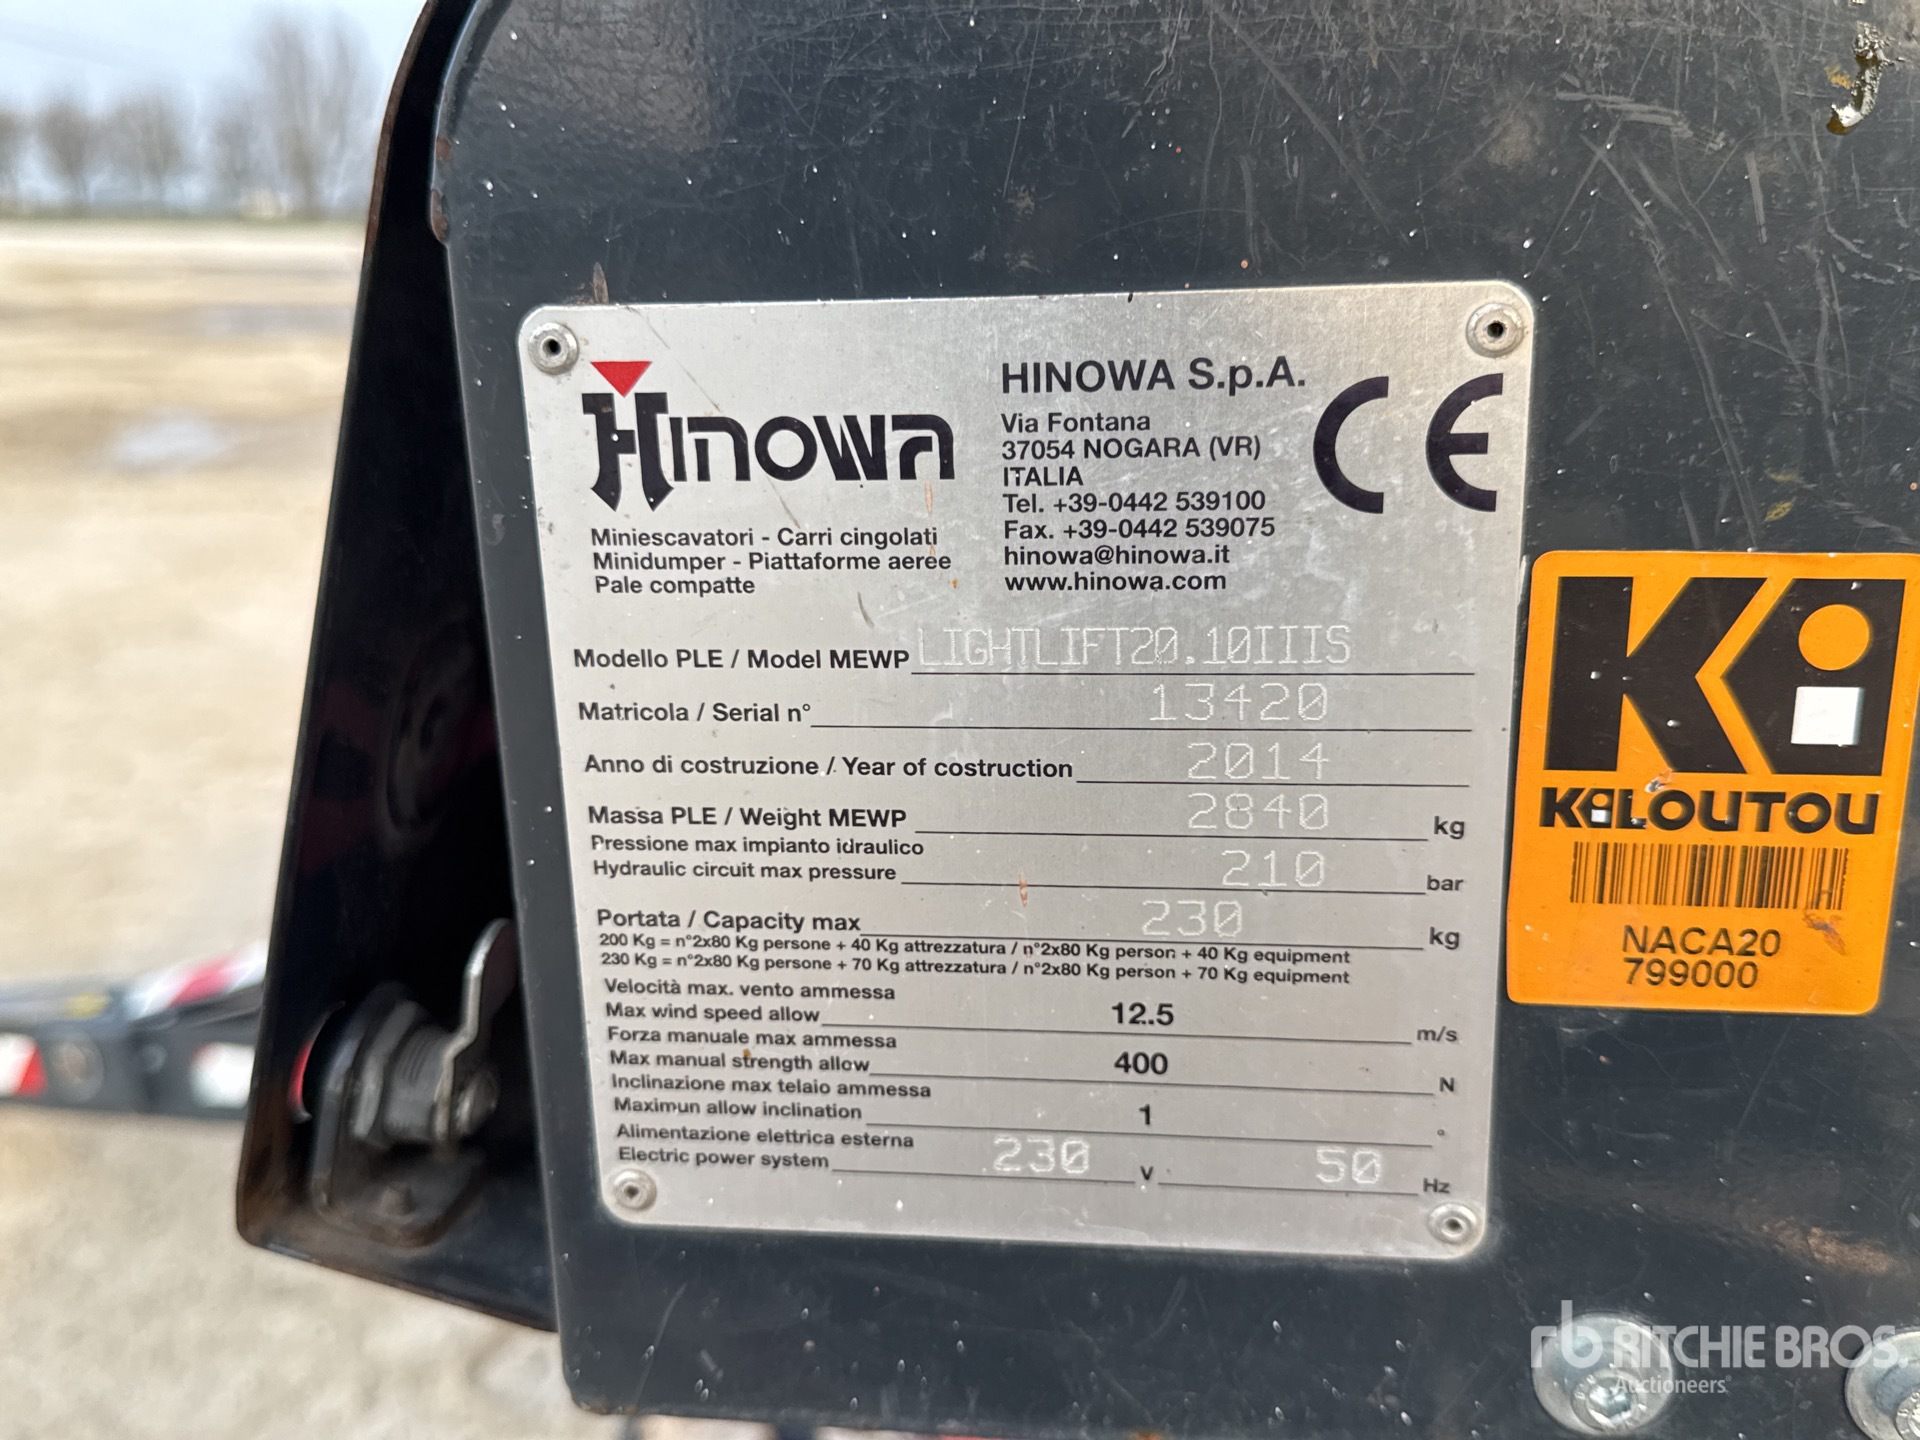 HINOWA
Miniescavatori - Carri cingolati
Minidumper - Piattaforme aeree
Pale compatte
HINOWA S.p.A.
Via Fontana
37054 NOGARA (VR)
ITALIA
Tel. +39-0442 539100
Fax. +39-0442 539075
hinowa@hinowa.it
www.hinowa.com
CE
Modello PLE / Model MEWP LIGHTLIFT20.10IIIS
Matricola / Serial n° 13420
Anno di costruzione / Year of costruction 2014
Massa PLE / Weight MEWP 2840 kg
Pressione max impianto idraulico
Hydraulic circuit max pressure 210 bar
Portata / Capacity max 230 kg
200 Kg = n°2x80 Kg persone + 40 Kg attrezzatura / n°2x80 Kg person + 40 Kg equipment
230 Kg = n°2x80 Kg persone + 70 Kg attrezzatura / n°2x80 Kg person + 70 Kg equipment
Velocità max. vento ammessa
Max wind speed allow 12.5 m/s
Forza manuale max ammessa
Max manual strength allow 400 N
Inclinazione max telaio ammessa
Maximun allow inclination 1 °
Alimentazione elettrica esterna
Electric power system 230 V 50 Hz
Ki
KiLOUTOU
NACA20
799000
rb RITCHIE BROS.
Auctioneers